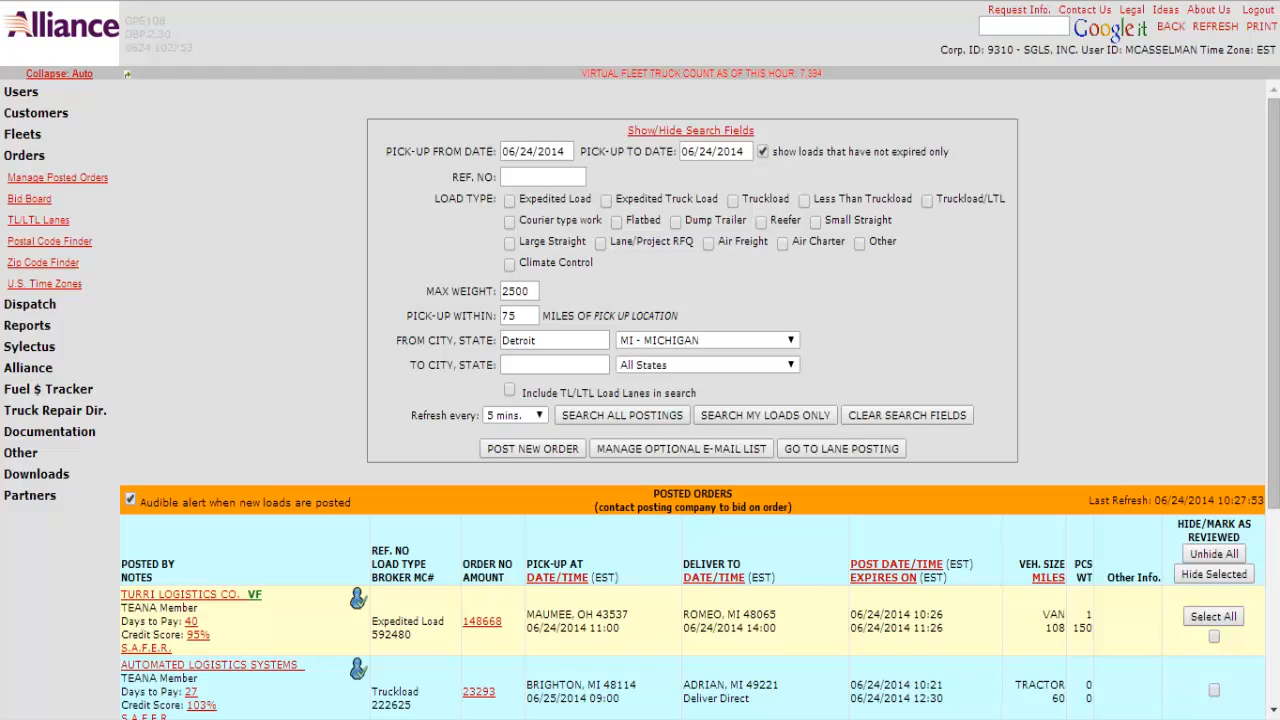 Alliance
GP5108
DBP.2.30
0624 102753
Request Info. Contact Us Legal Ideas About Us Logout
Google it BACK REFRESH PRINT
Corp. ID: 9310 - SGLS, INC. User ID: MCASSELMAN Time Zone: EST
Collapse: Auto
VIRTUAL FLEET TRUCK COUNT AS OF THIS HOUR: 7,394
Users
Customers
Fleets
Orders
Manage Posted Orders
Bid Board
TL/LTL Lanes
Postal Code Finder
Zip Code Finder
U.S. Time Zones
Dispatch
Reports
Sylectus
Alliance
Fuel $ Tracker
Truck Repair Dir.
Documentation
Other
Downloads
Partners
Show/Hide Search Fields
PICK-UP FROM DATE: 06/24/2014 PICK-UP TO DATE: 06/24/2014 show loads that have not expired only
REF. NO:
LOAD TYPE: Expedited Load Expedited Truck Load Truckload Less Than Truckload Truckload/LTL
Courier type work Flatbed Dump Trailer Reefer Small Straight
Large Straight Lane/Project RFQ Air Freight Air Charter Other
Climate Control
MAX WEIGHT: 2500
PICK-UP WITHIN: 75 MILES OF PICK UP LOCATION
FROM CITY, STATE: Detroit MI - MICHIGAN
TO CITY, STATE: All States
Include TL/LTL Load Lanes in search
Refresh every: 5 mins. SEARCH ALL POSTINGS SEARCH MY LOADS ONLY CLEAR SEARCH FIELDS
POST NEW ORDER MANAGE OPTIONAL E-MAIL LIST GO TO LANE POSTING
Audible alert when new loads are posted
POSTED ORDERS
(contact posting company to bid on order)
Last Refresh: 06/24/2014 10:27:53
POSTED BY
NOTES
REF. NO
LOAD TYPE
BROKER MC#
ORDER NO
AMOUNT
PICK-UP AT
DATE/TIME (EST)
DELIVER TO
DATE/TIME (EST)
POST DATE/TIME (EST)
EXPIRES ON (EST)
VEH. SIZE
MILES
PCS
WT
Other Info.
HIDE/MARK AS
REVIEWED
Unhide All
Hide Selected
TURRI LOGISTICS CO. VF
TEANA Member
Days to Pay: 40
Credit Score: 95%
S.A.F.E.R.
Expedited Load
592480
148668
MAUMEE, OH 43537
06/24/2014 11:00
ROMEO, MI 48065
06/24/2014 14:00
06/24/2014 10:26
06/24/2014 11:26
VAN
108
1
150
Select All
AUTOMATED LOGISTICS SYSTEMS
TEANA Member
Days to Pay: 27
Credit Score: 103%
S.A.F.E.R.
Truckload
222625
23293
BRIGHTON, MI 48114
06/25/2014 09:00
ADRIAN, MI 49221
Deliver Direct
06/24/2014 10:21
06/24/2014 12:30
TRACTOR
60
0
0